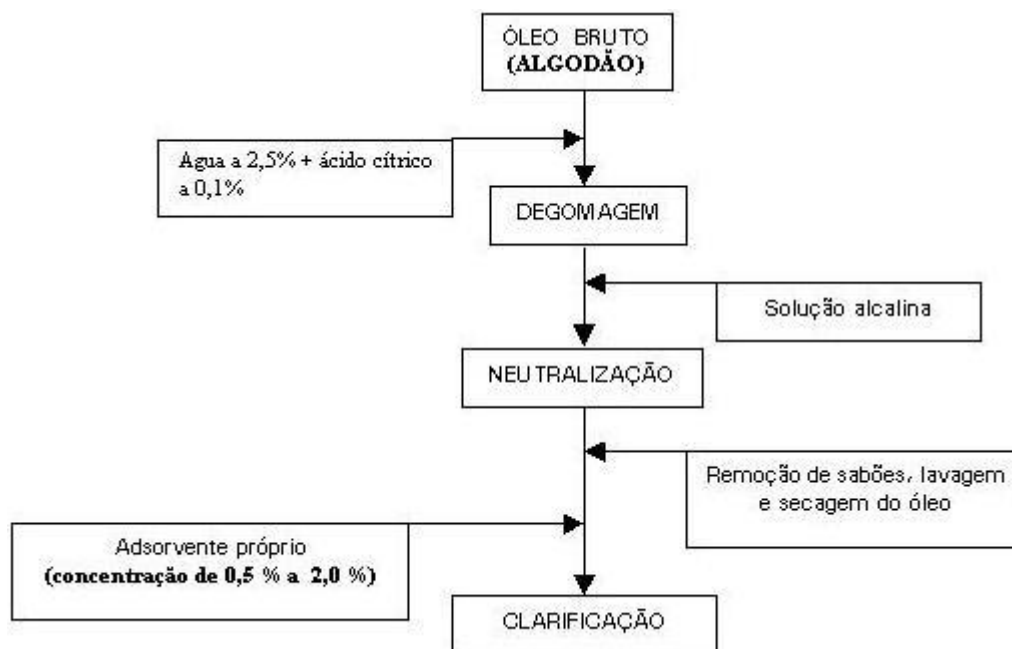 ÓLEO BRUTO
(ALGODÃO)
Agua a 2,5% + ácido cítrico
a 0,1%
DEGOMAGEM
Solução alcalina
NEUTRALIZAÇÃO
Remoção de sabões, lavagem
e secagem do óleo
Adsorvente próprio
(concentração de 0,5 % a 2,0 %)
CLARIFICAÇÃO